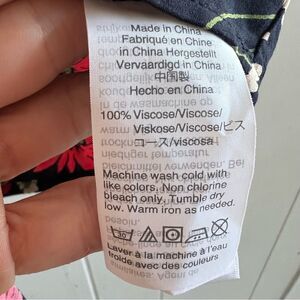 Made in China
Fabriqué en Chine
in China Hergestellt
Vervaardigd in China
中国製
Hecho en China
100% Viscose/Viscose/
Viskose/Viscose/ビス
コース/viscosa
Machine wash cold with
like colors. Non chlorine
bleach only. Tumble dry
low. Warm iron as needed.
Laver à la machine à l'eau
froide avec des couleurs